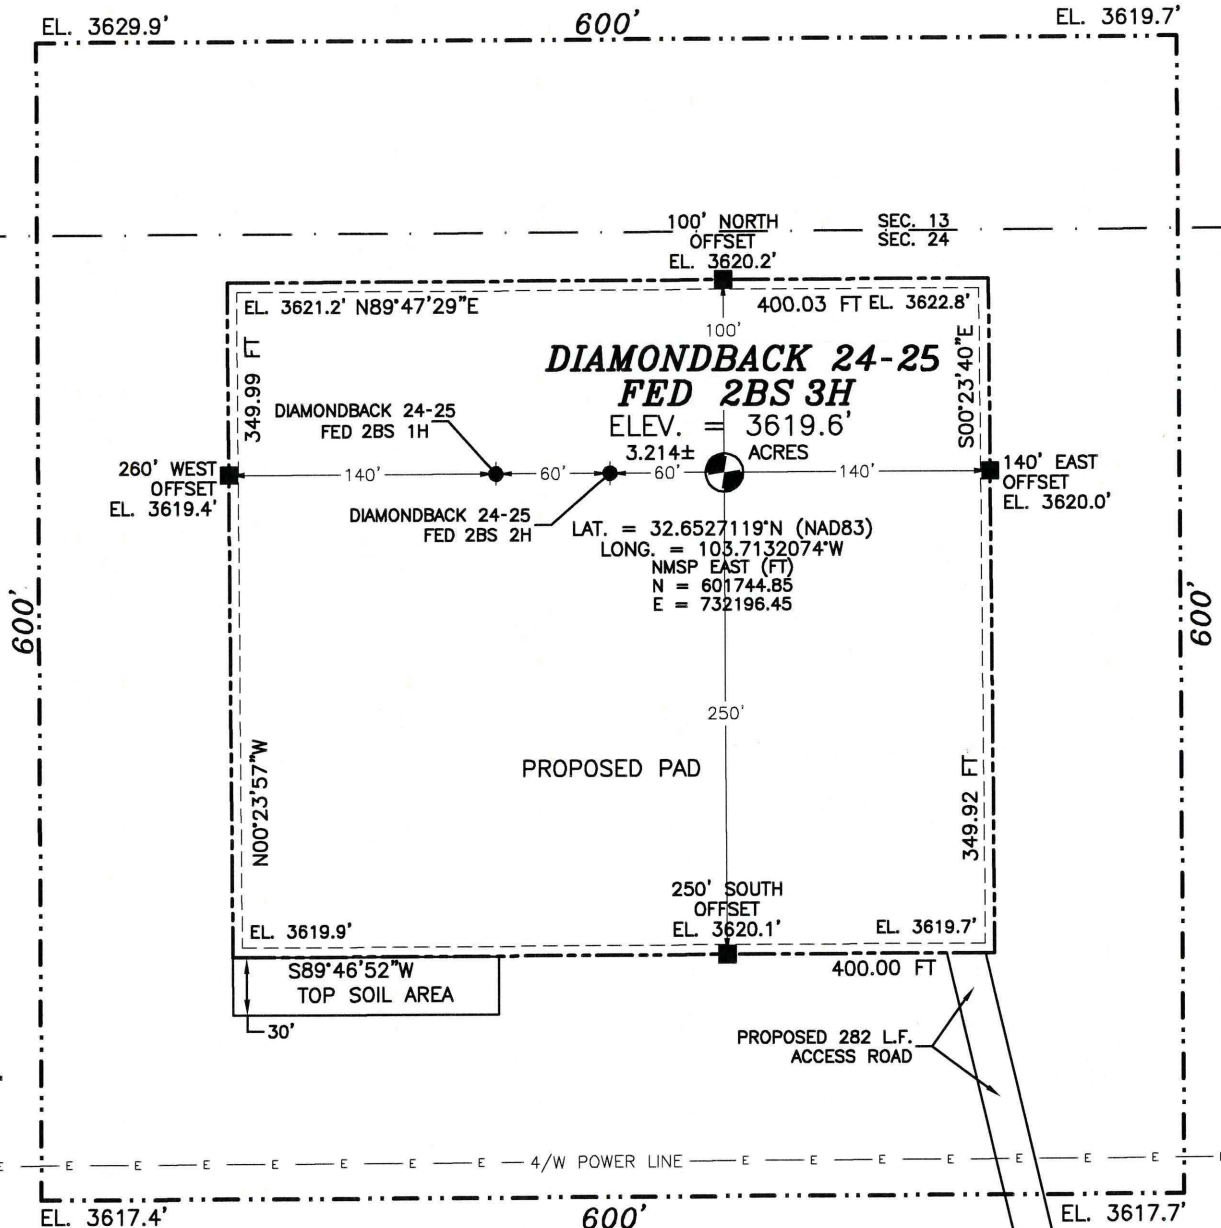 EL. 3629.9'
600'
EL. 3619.7'
100' NORTH
OFFSET
EL. 3620.2'
SEC. 13
SEC. 24
EL. 3621.2' N89°47'29"E
400.03 FT EL. 3622.8'
100'
349.99 FT
S00°23'40"E
DIAMONDBACK 24-25
FED 2BS 3H
ELEV. = 3619.6'
3.214± ACRES
DIAMONDBACK 24-25
FED 2BS 1H
260' WEST
OFFSET
EL. 3619.4'
140'
60'
60'
140'
140' EAST
OFFSET
EL. 3620.0'
DIAMONDBACK 24-25
FED 2BS 2H
LAT. = 32.6527119°N (NAD83)
LONG. = 103.7132074°W
NMSP EAST (FT)
N = 601744.85
E = 732196.45
600'
600'
250'
PROPOSED PAD
N00°23'57"W
349.92 FT
250' SOUTH
OFFSET
EL. 3620.1'
EL. 3619.9'
EL. 3619.7'
S89°46'52"W
400.00 FT
TOP SOIL AREA
30'
PROPOSED 282 L.F.
ACCESS ROAD
E E E E E E E E 4/W POWER LINE E E E E E E E E
EL. 3617.4'
600'
EL. 3617.7'